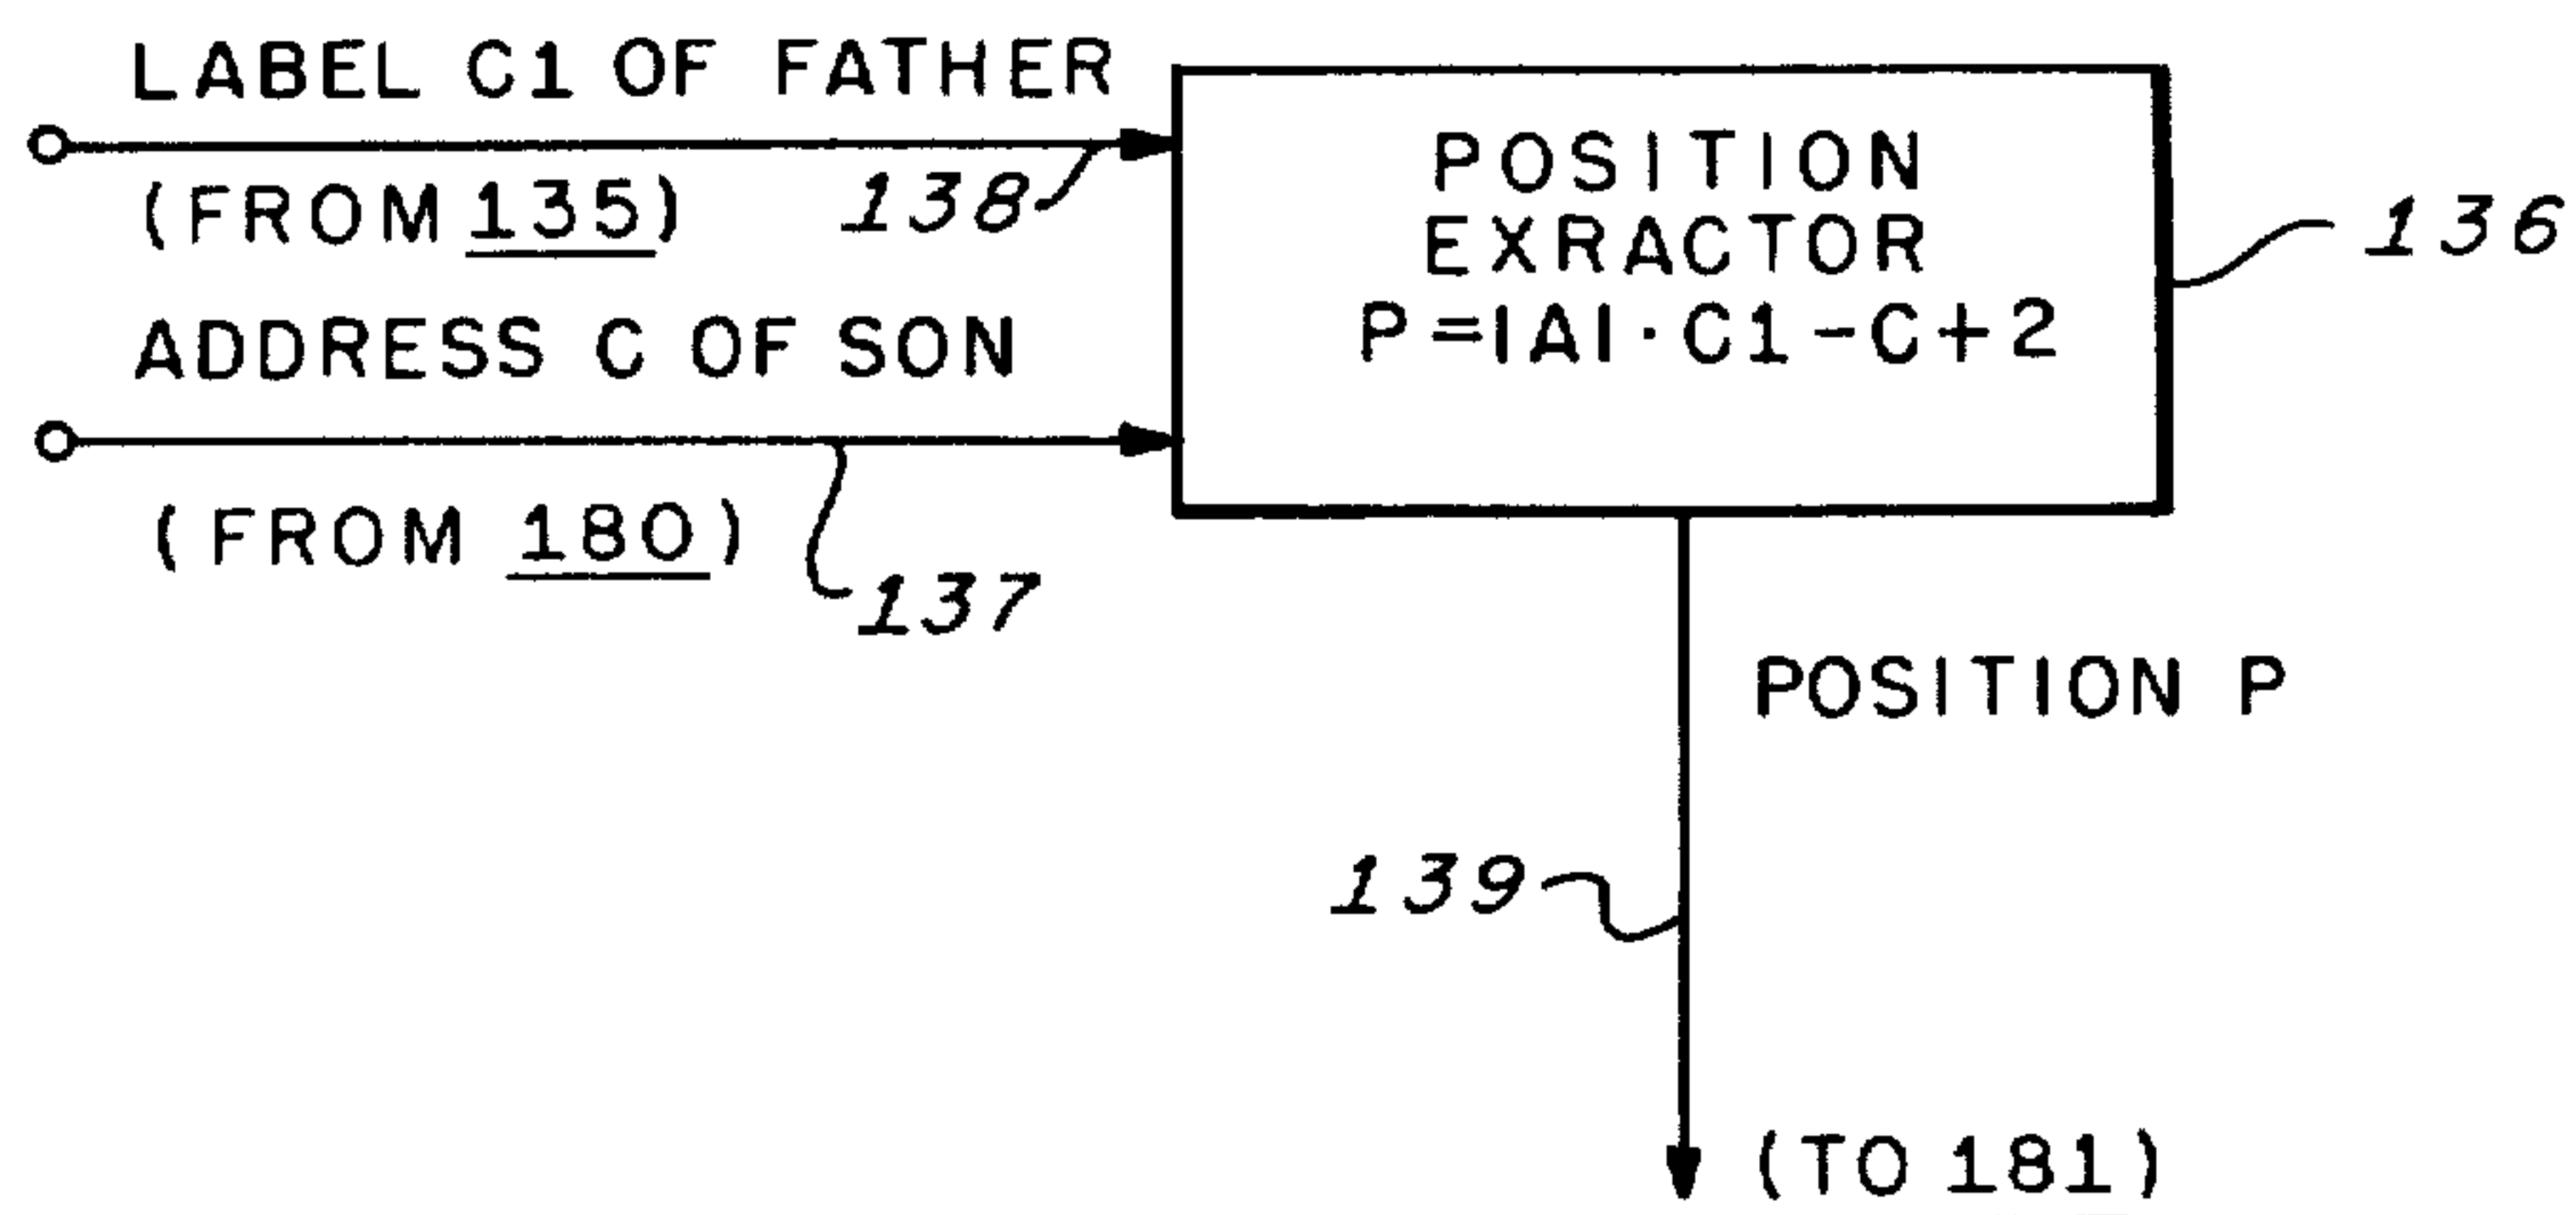 LABEL C1 OF FATHER
(FROM 135)
138
ADDRESS C OF SON
(FROM 180)
137
POSITION
EXRACTOR
P=|A|·C1-C+2
136
POSITION P
139
(TO 181)